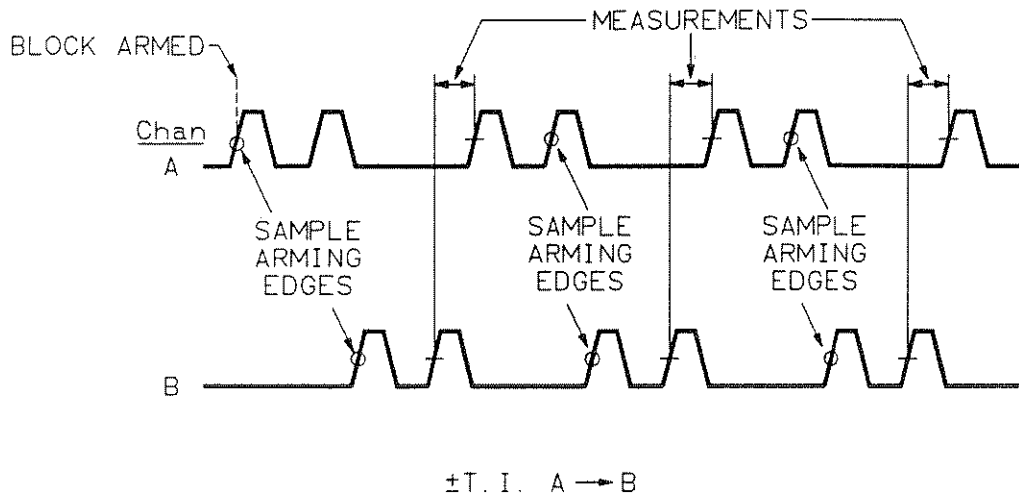 MEASUREMENTS
BLOCK ARMED
Chan
A
SAMPLE
ARMING
EDGES
SAMPLE
ARMING
EDGES
SAMPLE
ARMING
EDGES
B
±T.I. A → B